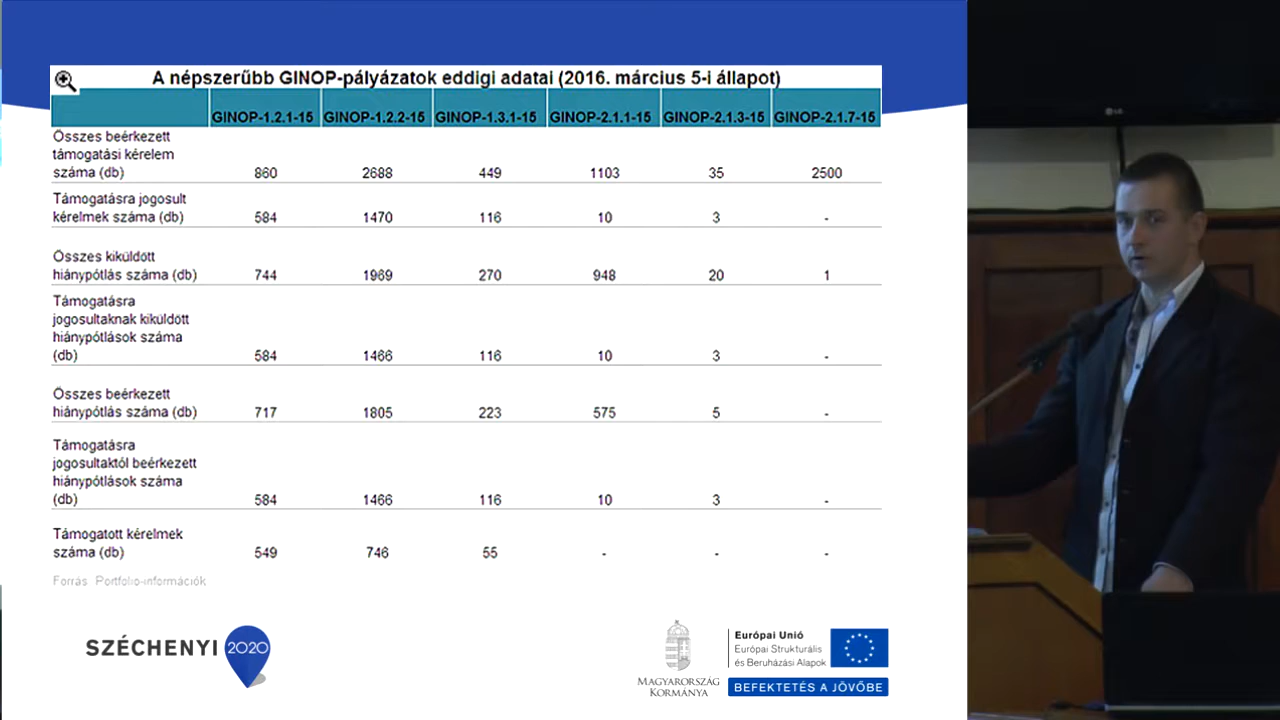 A népszerűbb GINOP-pályázatok eddigi adatai (2016. március 5-i állapot)
GINOP-1.2.1-15 GINOP-1.2.2-15 GINOP-1.3.1-15 GINOP-2.1.1-15 GINOP-2.1.3-15 GINOP-2.1.7-15
Összes beérkezett
támogatási kérelem
száma (db) 860 2688 449 1103 35 2500
Támogatásra jogosult
kérelmek száma (db) 584 1470 116 10 3 -
Összes kiküldött
hiánypótlás száma (db) 744 1969 270 948 20 1
Támogatásra
jogosultaknak kiküldött
hiánypótlások száma
(db) 584 1466 116 10 3 -
Összes beérkezett
hiánypótlás száma (db) 717 1805 223 575 5 -
Támogatásra
jogosultaktól beérkezett
hiánypótlások száma
(db) 584 1466 116 10 3 -
Támogatott kérelmek
száma (db) 549 746 55 - - -
Forrás Portfolio-információk
SZÉCHENYI 2020
MAGYARORSZÁG
KORMÁNYA
Európai Unió
Európai Strukturális
és Beruházási Alapok
BEFEKTETÉS A JÖVŐBE
LG